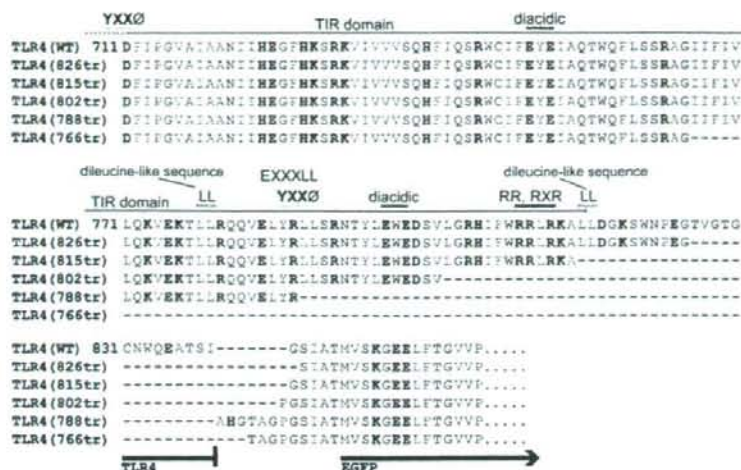 YXXØ TIR domain diacidic
TLR4(WT) 711 DFIPGVAIAANIIHEGFHKSRKVIVVVSQHFIQSRWCIFEYEIAQTWQFLSSRAGIIFIV
TLR4(826tr) DFIPGVAIAANIIHEGFHKSRKVIVVVSQHFIQSRWCIFEYEIAQTWQFLSSRAGIIFIV
TLR4(815tr) DFIPGVAIAANIIHEGFHKSRKVIVVVSQHFIQSRWCIFEYEIAQTWQFLSSRAGIIFIV
TLR4(802tr) DFIPGVAIAANIIHEGFHKSRKVIVVVSQHFIQSRWCIFEYEIAQTWQFLSSRAGIIFIV
TLR4(788tr) DFIPGVAIAANIIHEGFHKSRKVIVVVSQHFIQSRWCIFEYEIAQTWQFLSSRAGIIFIV
TLR4(766tr) DFIPGVAIAANIIHEGFHKSRKVIVVVSQHFIQSRWCIFEYEIAQTWQFLSSRAG-----
dileucine-like sequence EXXXLL dileucine-like sequence
TIR domain LL YXXØ diacidic RR, RXR LL
TLR4(WT) 771 LQKVEKTLLRQQVELYRLLSRNTYLEWEDSVLGRHIFWRRLRKALLDGKSWNPEGTVGTG
TLR4(826tr) LQKVEKTLLRQQVELYRLLSRNTYLEWEDSVLGRHIFWRRLRKALLDGKSWNPEG-----
TLR4(815tr) LQKVEKTLLRQQVELYRLLSRNTYLEWEDSVLGRHIFWRRLRKA----------------
TLR4(802tr) LQKVEKTLLRQQVELYRLLSRNTYLEWEDSV-----------------------------
TLR4(788tr) LQKVEKTLLRQQVELYR-------------------------------------------
TLR4(766tr) ------------------------------------------------------------
TLR4(WT) 831 CNWQEATSI---------GSIATMVSKGEELFTGVVP.....
TLR4(826tr) -------------------SIATMVSKGEELFTGVVP.....
TLR4(815tr) ------------------GSIATMVSKGEELFTGVVP.....
TLR4(802tr) -----------------PGSIATMVSKGEELFTGVVP.....
TLR4(788tr) ---------AHGTAGPGSIATMVSKGEELFTGVVP.....
TLR4(766tr) -------------TAGPGSIATMVSKGEELFTGVVP.....
TLR4 EGFP